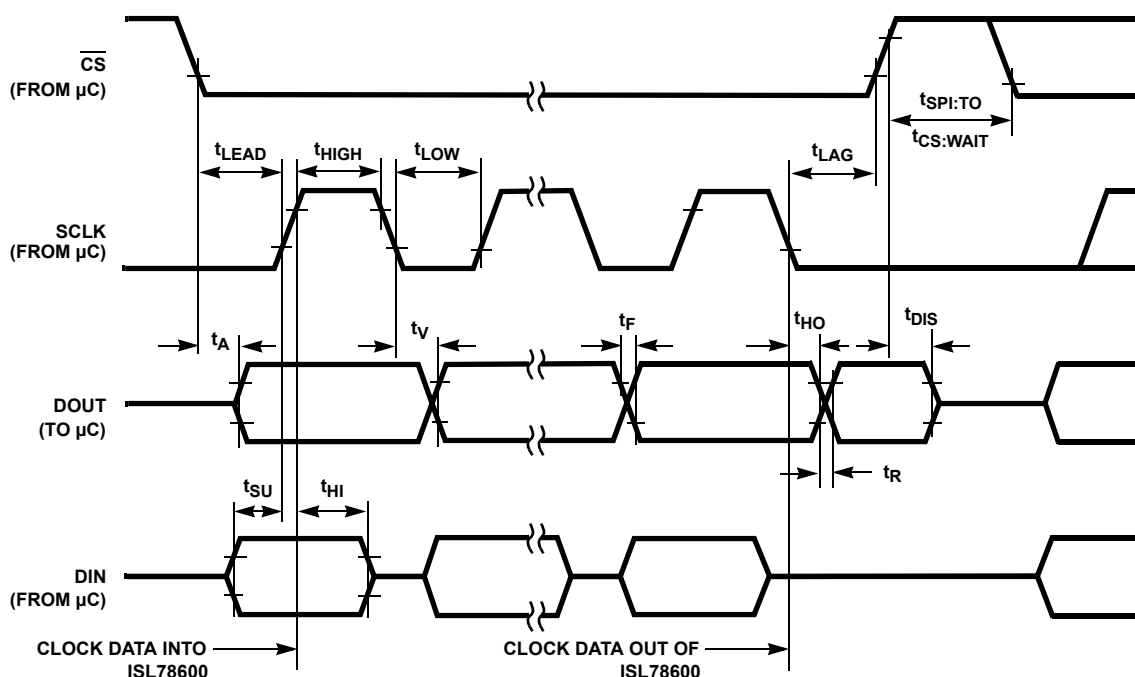 CS
(FROM µC)
tSPI:TO
tCS:WAIT
tLEAD
tHIGH
tLOW
tLAG
SCLK
(FROM µC)
tA
tV
tF
tHO
tDIS
DOUT
(TO µC)
tR
tSU
tHI
DIN
(FROM µC)
CLOCK DATA INTO
ISL78600
CLOCK DATA OUT OF
ISL78600